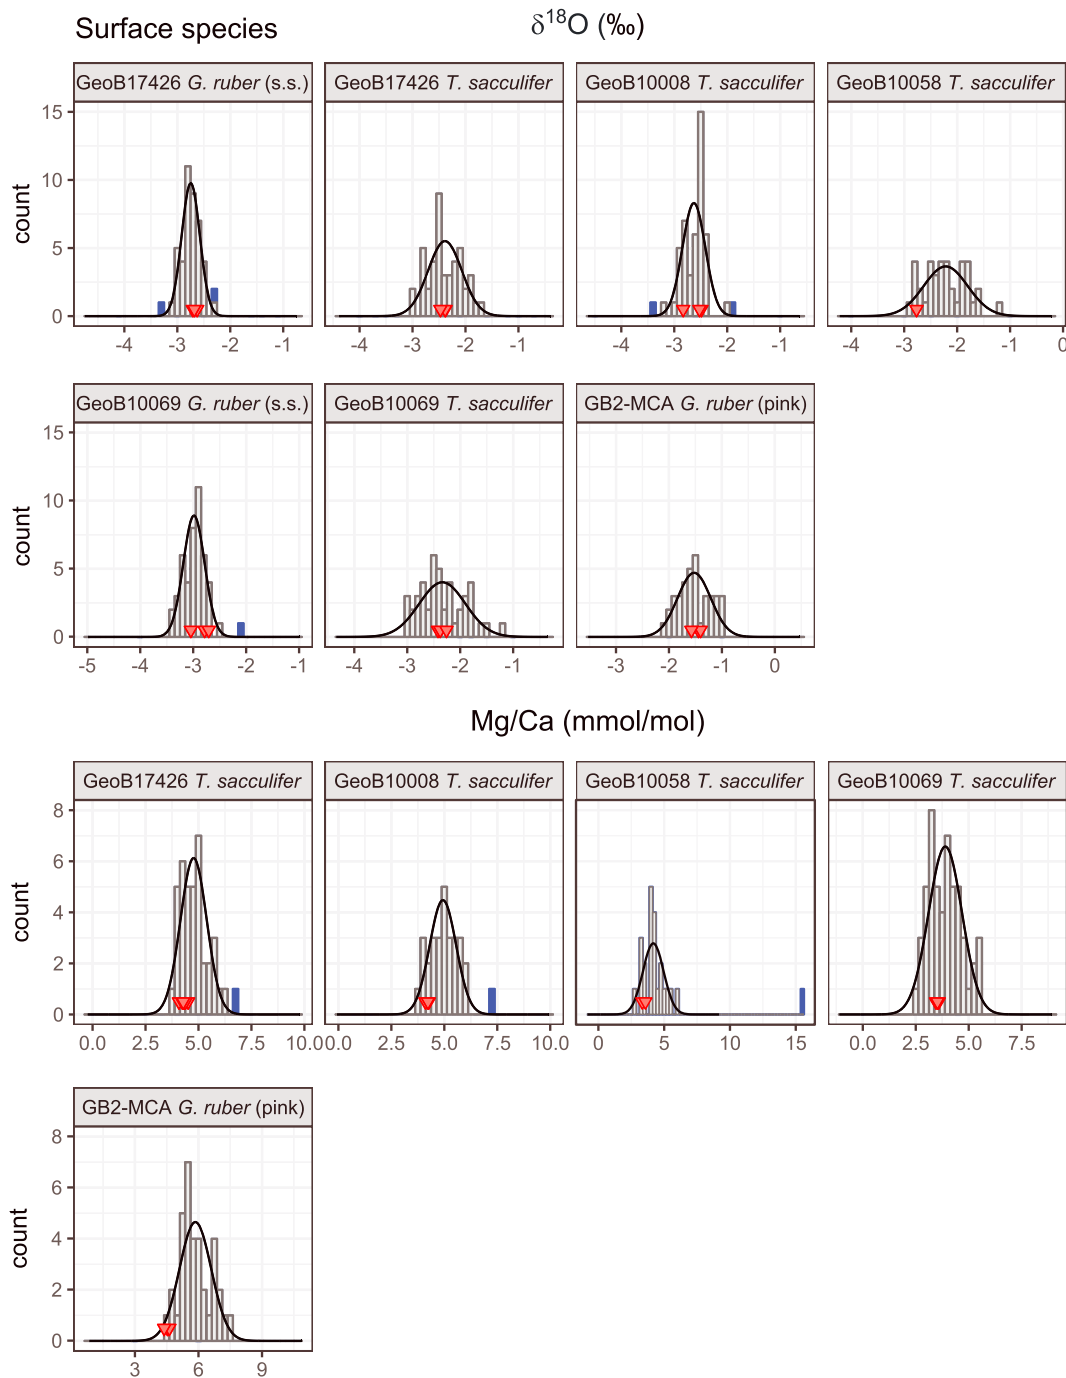 Surface species
δ18O (‰)
GeoB17426 G. ruber (s.s.) GeoB17426 T. sacculifer GeoB10008 T. sacculifer GeoB10058 T. sacculifer
15
10
5
0
count
-4 -3 -2 -1 -4 -3 -2 -1 -4 -3 -2 -1 -4 -3 -2 -1 0
GeoB10069 G. ruber (s.s.) GeoB10069 T. sacculifer GB2-MCA G. ruber (pink)
15
10
5
0
count
-5 -4 -3 -2 -1 -4 -3 -2 -1 -3 -2 -1 0
Mg/Ca (mmol/mol)
GeoB17426 T. sacculifer GeoB10008 T. sacculifer GeoB10058 T. sacculifer GeoB10069 T. sacculifer
8
6
4
2
0
count
0.0 2.5 5.0 7.5 10.0 0.0 2.5 5.0 7.5 10.0 0 5 10 15 0.0 2.5 5.0 7.5
GB2-MCA G. ruber (pink)
8
6
4
2
0
count
3 6 9